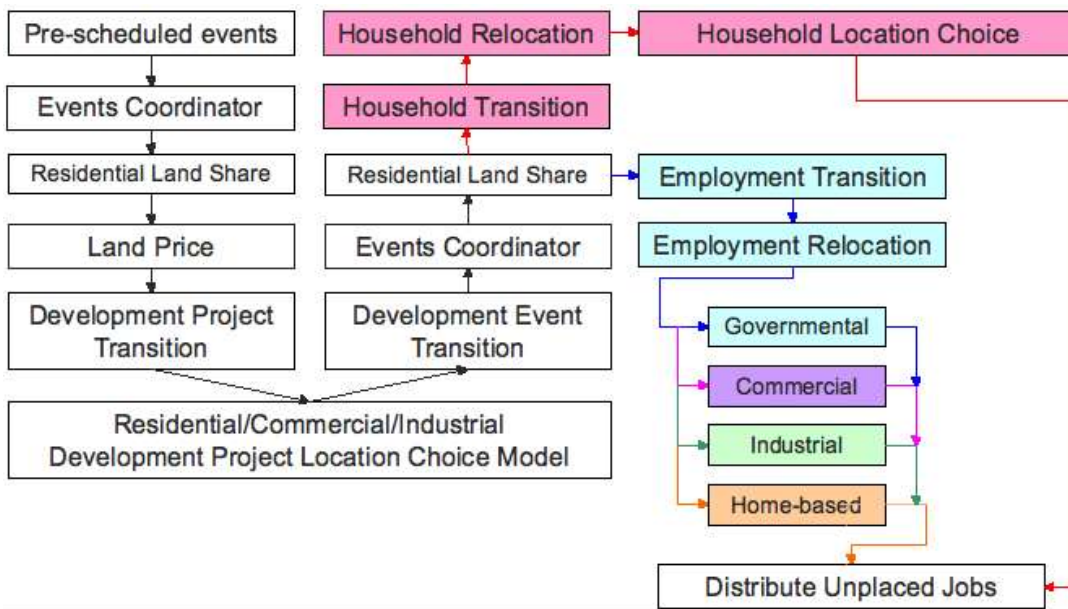 Pre-scheduled events
Events Coordinator
Residential Land Share
Land Price
Development Project
Transition
Residential/Commercial/Industrial
Development Project Location Choice Model
Development Event
Transition
Events Coordinator
Residential Land Share
Household Transition
Household Relocation
Household Location Choice
Employment Transition
Employment Relocation
Governmental
Commercial
Industrial
Home-based
Distribute Unplaced Jobs